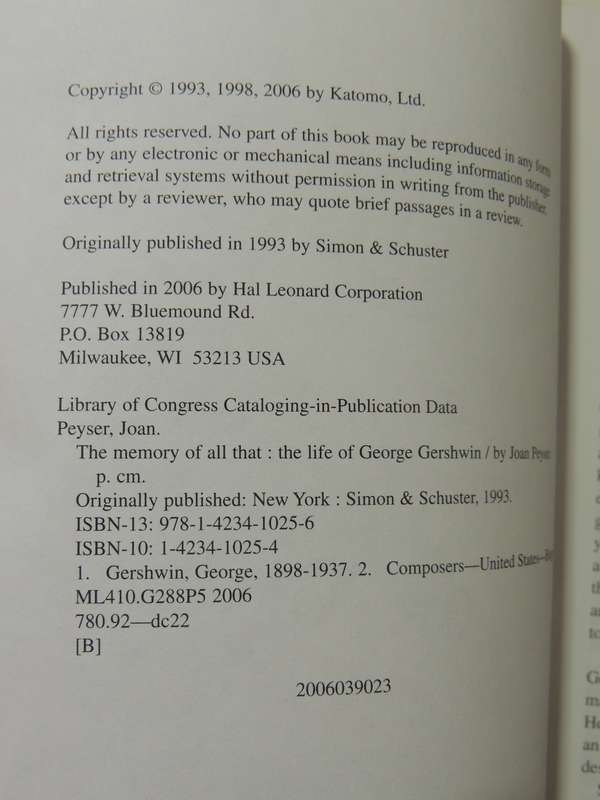 Copyright © 1993, 1998, 2006 by Katomo, Ltd.
All rights reserved. No part of this book may be reproduced in any form
or by any electronic or mechanical means including information storage
and retrieval systems without permission in writing from the publisher,
except by a reviewer, who may quote brief passages in a review.
Originally published in 1993 by Simon & Schuster
Published in 2006 by Hal Leonard Corporation
7777 W. Bluemound Rd.
P.O. Box 13819
Milwaukee, WI 53213 USA
Library of Congress Cataloging-in-Publication Data
Peyser, Joan.
The memory of all that : the life of George Gershwin / by Joan Peyser
p. cm.
Originally published: New York : Simon & Schuster, 1993.
ISBN-13: 978-1-4234-1025-6
ISBN-10: 1-4234-1025-4
1. Gershwin, George, 1898-1937. 2. Composers—United States—
ML410.G288P5 2006
780.92—dc22
[B]
2006039023